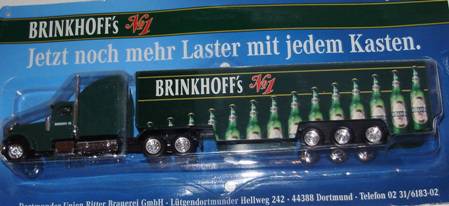 BRINKHOFF's No1
Jetzt noch mehr Laster mit jedem Kasten.
BRINKHOFF's No1
Dortmunder Union Ritter Brauerei GmbH - Lütgendortmunder Hellweg 242 - 44388 Dortmund - Telefon 02 31/6183-02